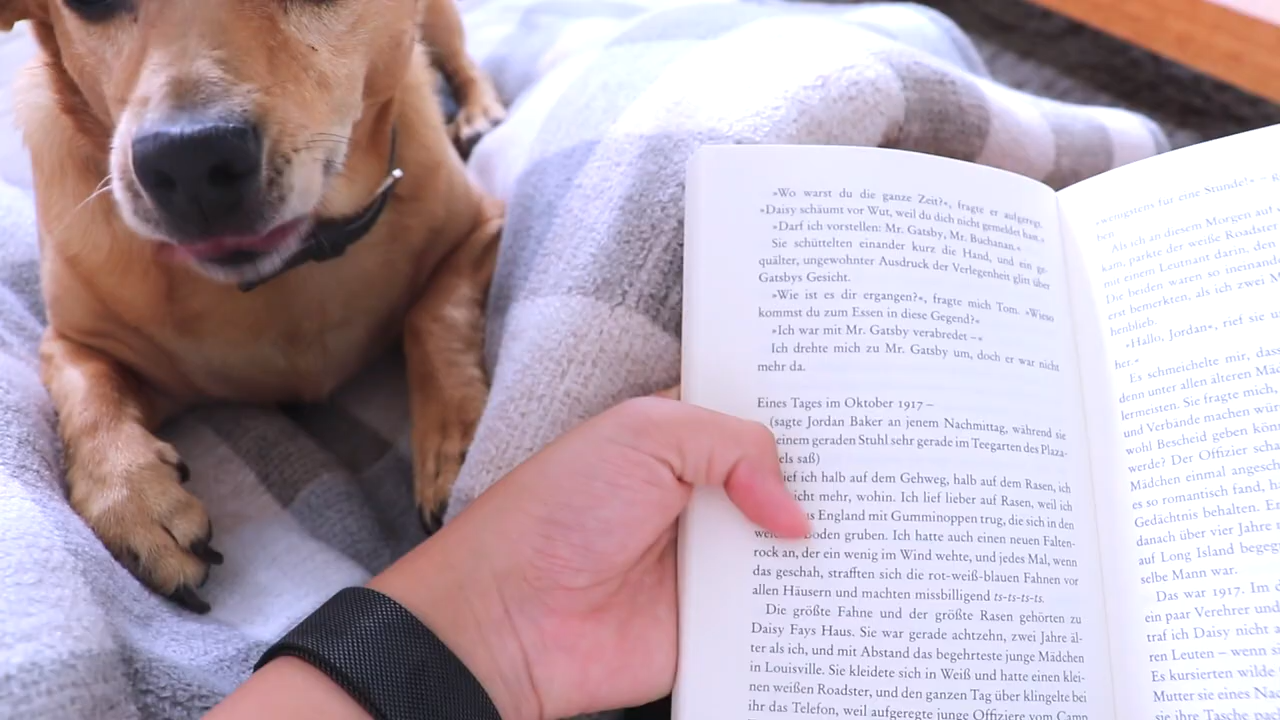 »Wo warst du die ganze Zeit?«, fragte er aufgeregt.
»Daisy schäumt vor Wut, weil du dich nicht gemeldet hast.«
»Darf ich vorstellen: Mr. Gatsby, Mr. Buchanan.«
Sie schüttelten einander kurz die Hand, und ein ge-
quälter, ungewohnter Ausdruck der Verlegenheit glitt über
Gatsbys Gesicht.
»Wie ist es dir ergangen?«, fragte mich Tom. »Wieso
kommst du zum Essen in diese Gegend?«
»Ich war mit Mr. Gatsby verabredet –«
Ich drehte mich zu Mr. Gatsby um, doch er war nicht
mehr da.
Eines Tages im Oktober 1917 –
(sagte Jordan Baker an jenem Nachmittag, während sie
einem geraden Stuhl sehr gerade im Teegarten des Plaza-
els saß)
ief ich halb auf dem Gehweg, halb auf dem Rasen, ich
icht mehr, wohin. Ich lief lieber auf Rasen, weil ich
s England mit Gumminoppen trug, die sich in den
Boden gruben. Ich hatte auch einen neuen Falten-
rock an, der ein wenig im Wind wehte, und jedes Mal, wenn
das geschah, strafften sich die rot-weiß-blauen Fahnen vor
allen Häusern und machten missbilligend ts-ts-ts-ts.
Die größte Fahne und der größte Rasen gehörten zu
Daisy Fays Haus. Sie war gerade achtzehn, zwei Jahre äl-
ter als ich, und mit Abstand das begehrteste junge Mädchen
in Louisville. Sie kleidete sich in Weiß und hatte einen klei-
nen weißen Roadster, und den ganzen Tag über klingelte bei
ihr das Telefon, weil aufgeregte junge Offiziere vom Camp
»wenigstens für eine Stunde!« –
ben.
Als ich an diesem Morgen auf
kam, parkte der weiße Roadster
mit einem Leutnant darin, den
Die beiden waren so ineinande
erst bemerkten, als ich zwei M
henblieb.
»Hallo, Jordan«, rief sie u
her.«
Es schmeichelte mir, dass
denn unter allen älteren Mäd
lermeisten. Sie fragte mich,
und Verbände machen wür
wohl Bescheid geben könn
werde? Der Offizier scha
Mädchen einmal angesch
es so romantisch fand, ha
Gedächtnis behalten. Er
danach über vier Jahre n
auf Long Island begeg
selbe Mann war.
Das war 1917. Im d
ein paar Verehrer und
traf ich Daisy nicht a
ren Leuten – wenn si
Es kursierten wilde
Mutter sie eines Nac
sie ihre Tasche pack